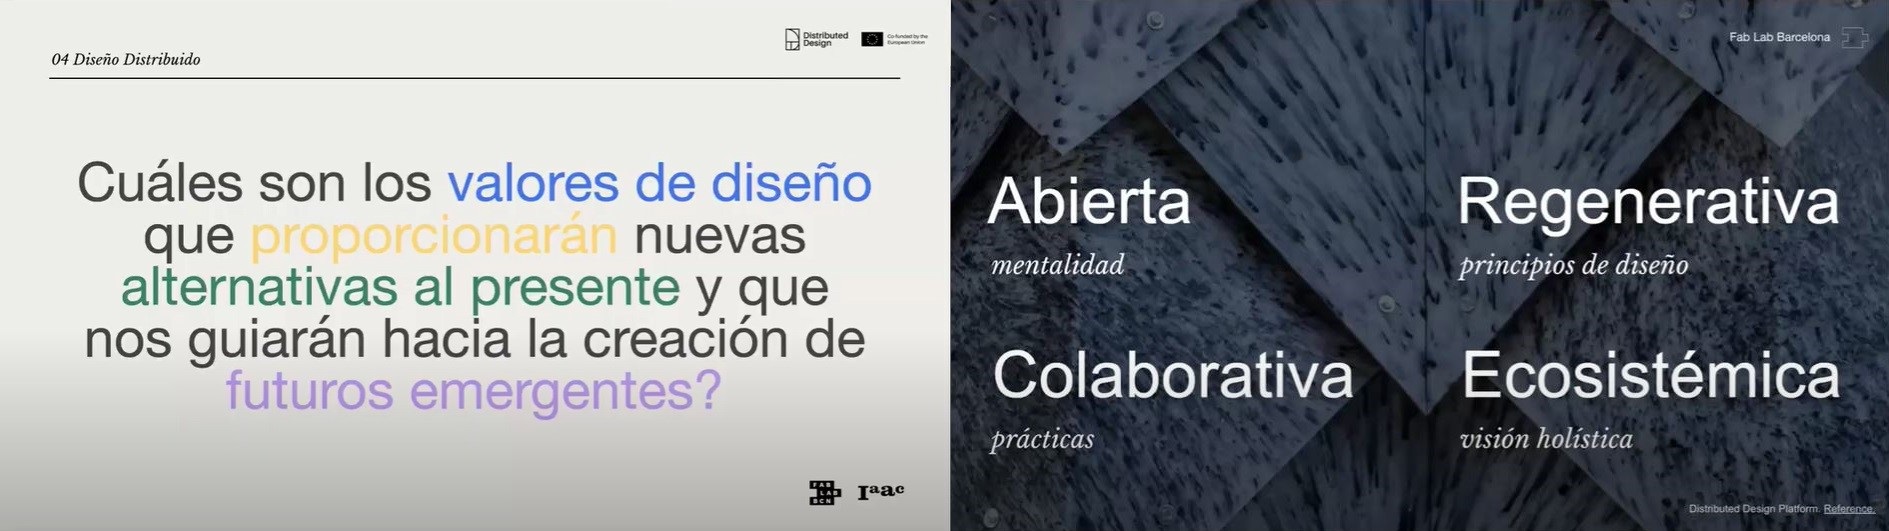 04 Diseño Distribuido
Distributed
Design
Co-funded by the
European Union
Cuáles son los valores de diseño
que proporcionarán nuevas
alternativas al presente y que
nos guiarán hacia la creación de
futuros emergentes?
FAB
LAB
BCN
Iaac
Fab Lab Barcelona
Abierta
mentalidad
Regenerativa
principios de diseño
Colaborativa
prácticas
Ecosistémica
visión holística
Distributed Design Platform. Reference.